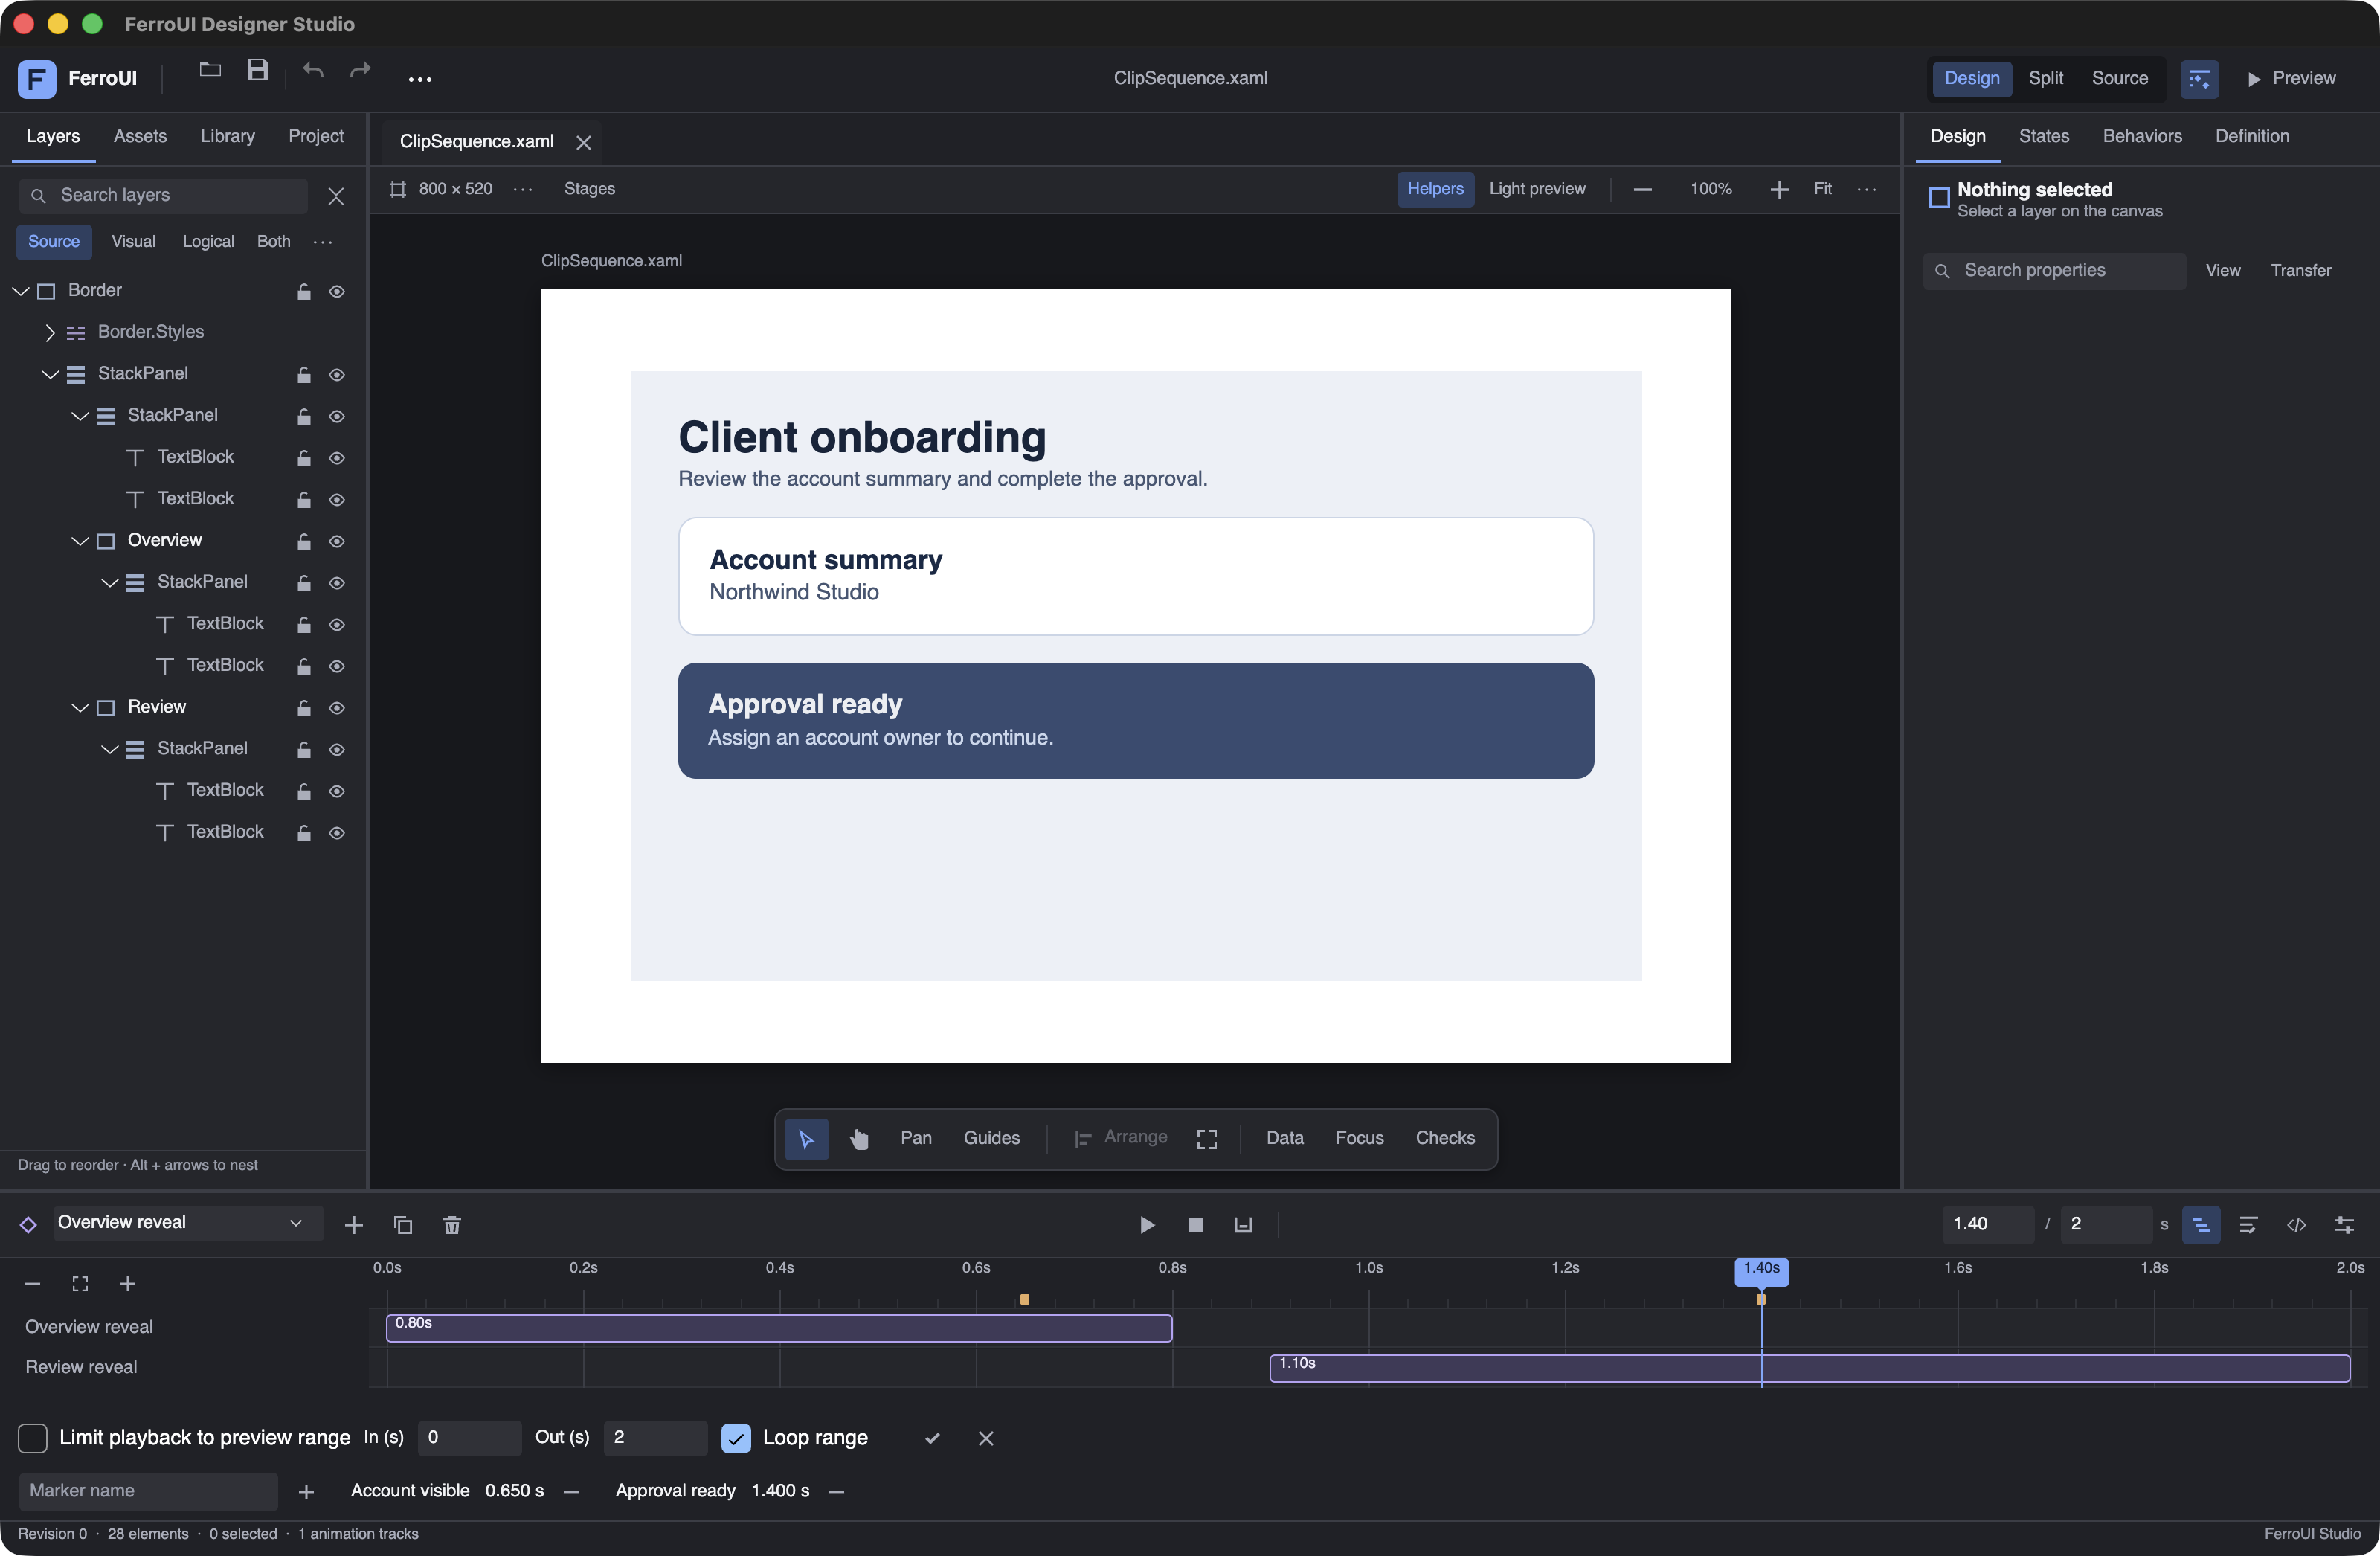 FerroUI Designer Studio
F FerroUI
ClipSequence.xaml
Design Split Source Preview
Layers Assets Library Project
ClipSequence.xaml
Design States Behaviors Definition
Search layers
800 × 520 ··· Stages
Helpers Light preview 100% Fit ···
Nothing selected
Select a layer on the canvas
Source Visual Logical Both ···
Search properties View Transfer
ClipSequence.xaml
Border
Border.Styles
StackPanel
StackPanel
TextBlock
TextBlock
Overview
StackPanel
TextBlock
TextBlock
Review
StackPanel
TextBlock
TextBlock
Client onboarding
Review the account summary and complete the approval.
Account summary
Northwind Studio
Approval ready
Assign an account owner to continue.
Pan Guides Arrange Data Focus Checks
Drag to reorder · Alt + arrows to nest
Overview reveal
1.40 / 2 s
0.0s 0.2s 0.4s 0.6s 0.8s 1.0s 1.2s 1.40s 1.6s 1.8s 2.0s
Overview reveal 0.80s
Review reveal 1.10s
Limit playback to preview range In (s) 0 Out (s) 2 Loop range
Marker name Account visible 0.650 s Approval ready 1.400 s
Revision 0 · 28 elements · 0 selected · 1 animation tracks
FerroUI Studio